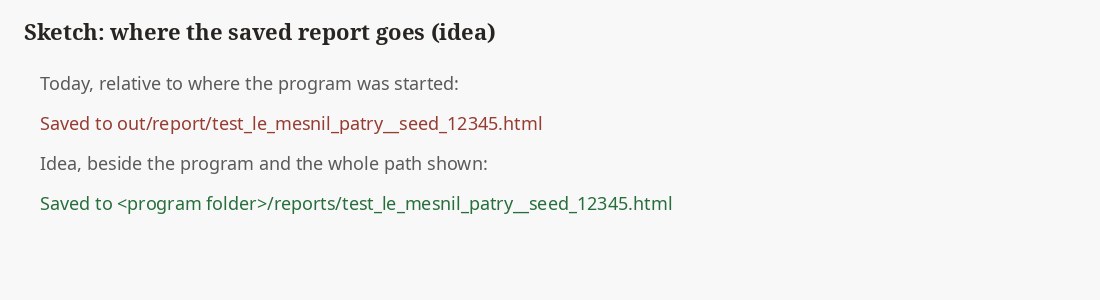 Sketch: where the saved report goes (idea)
Today, relative to where the program was started:
Saved to out/report/test_le_mesnil_patry__seed_12345.html
Idea, beside the program and the whole path shown:
Saved to <program folder>/reports/test_le_mesnil_patry__seed_12345.html